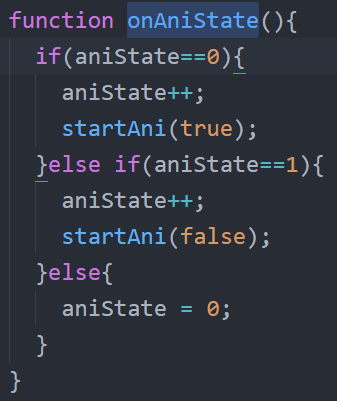 function onAniState(){
  if(aniState==0){
    aniState++;
    startAni(true);
  }else if(aniState==1){
    aniState++;
    startAni(false);
  }else{
    aniState = 0;
  }
}